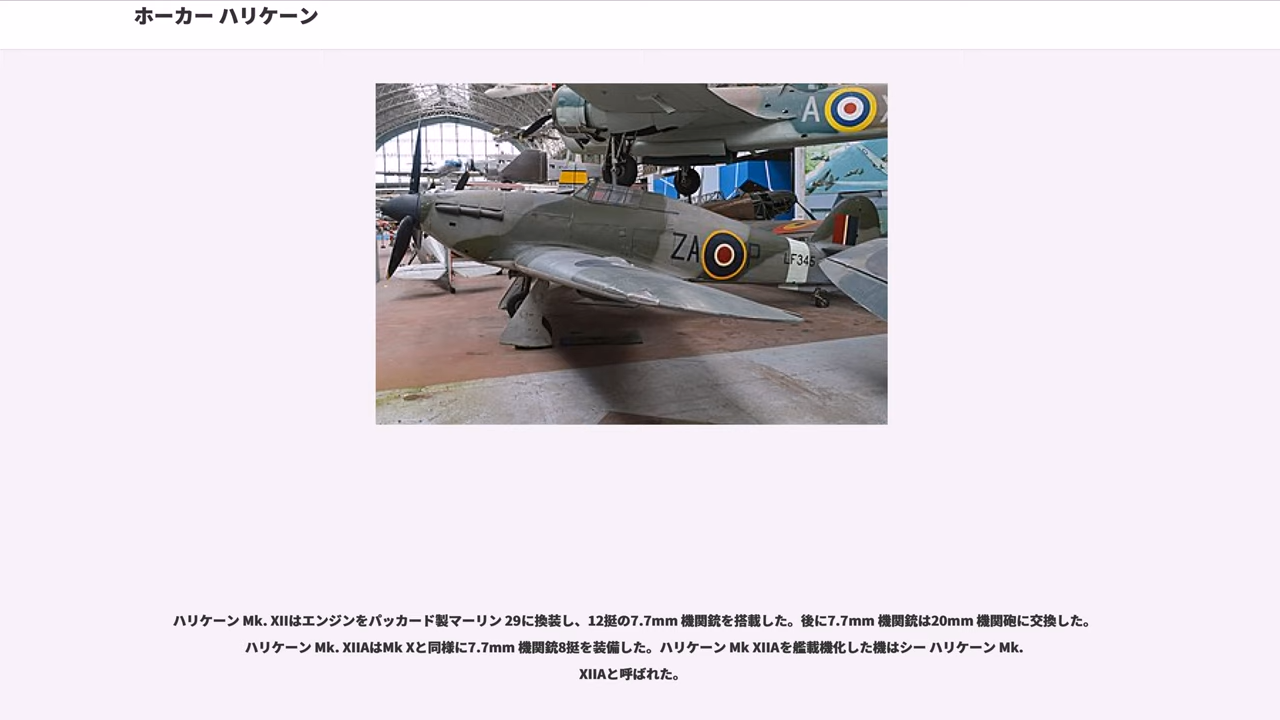 ホーカー ハリケーン
A
ZA
P
LF345
ハリケーン Mk. XIIはエンジンをパッカード製マーリン 29に換装し、12挺の7.7mm 機関銃を搭載した。後に7.7mm 機関銃は20mm 機関砲に交換した。
ハリケーン Mk. XIIAはMk Xと同様に7.7mm 機関銃8挺を装備した。ハリケーン Mk XIIAを艦載機化した機はシー ハリケーン Mk.
XIIAと呼ばれた。